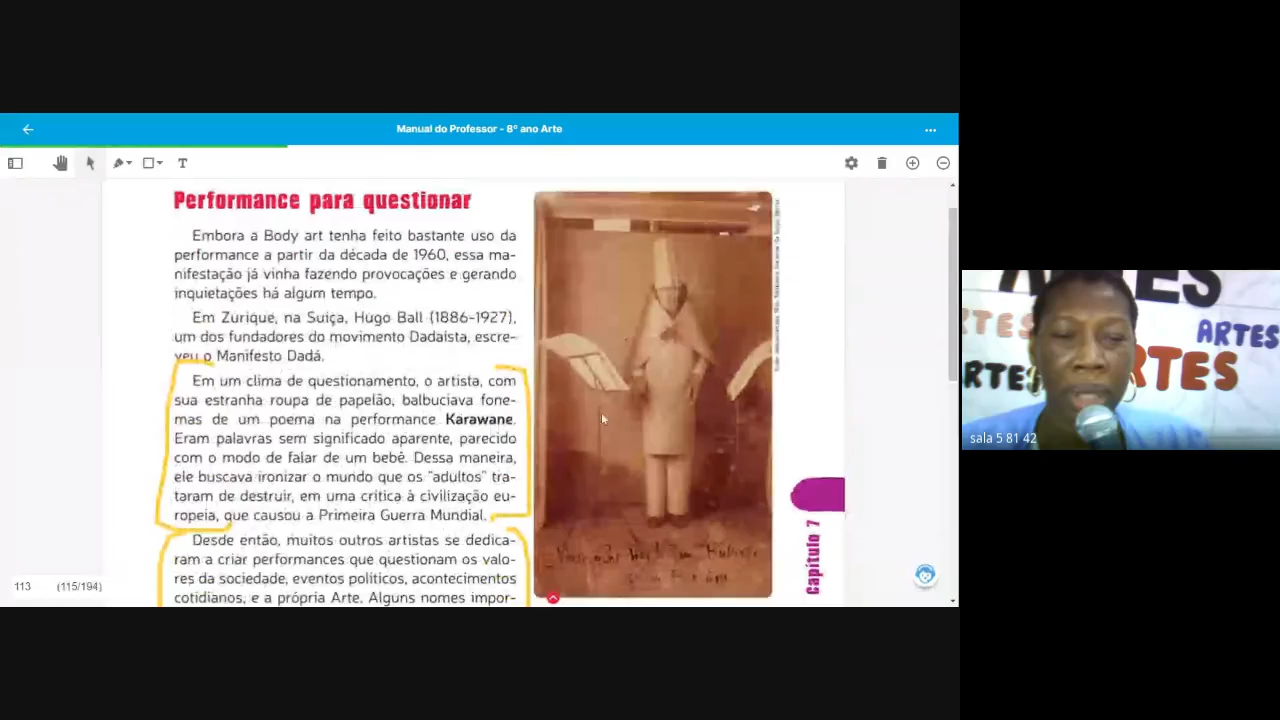 Manual do Professor - 8º ano Arte
T
Performance para questionar
Embora a Body art tenha feito bastante uso da
performance a partir da década de 1960, essa ma-
nifestação já vinha fazendo provocações e gerando
inquietações há algum tempo.
Em Zurique, na Suíça, Hugo Ball (1886-1927),
um dos fundadores do movimento Dadaísta, escre-
veu o Manifesto Dadá.
Em um clima de questionamento, o artista, com
sua estranha roupa de papelão, balbuciava fone-
mas de um poema na performance Karawane.
Eram palavras sem significado aparente, parecido
com o modo de falar de um bebê. Dessa maneira,
ele buscava ironizar o mundo que os "adultos" tra-
taram de destruir, em uma crítica à civilização eu-
ropeia, que causou a Primeira Guerra Mundial.
Desde então, muitos outros artistas se dedica-
ram a criar performances que questionam os valo-
res da sociedade, eventos políticos, acontecimentos
cotidianos, e a própria Arte. Alguns nomes impor-
Capítulo 7
113 (115/194)
ARTES
ARTES
sala 5 81 42